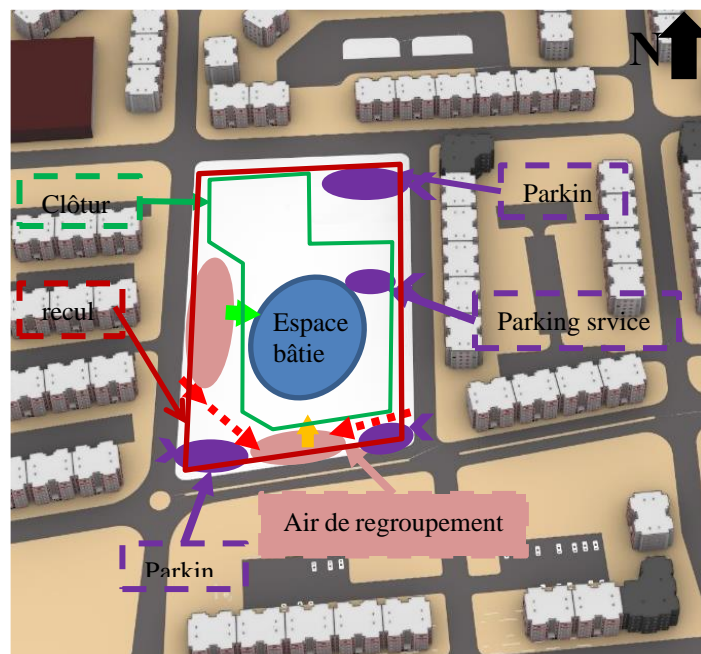 N
Clôtur
Parkin
recul
Parking srvice
Espace
bâtie
Air de regroupement
Parkin